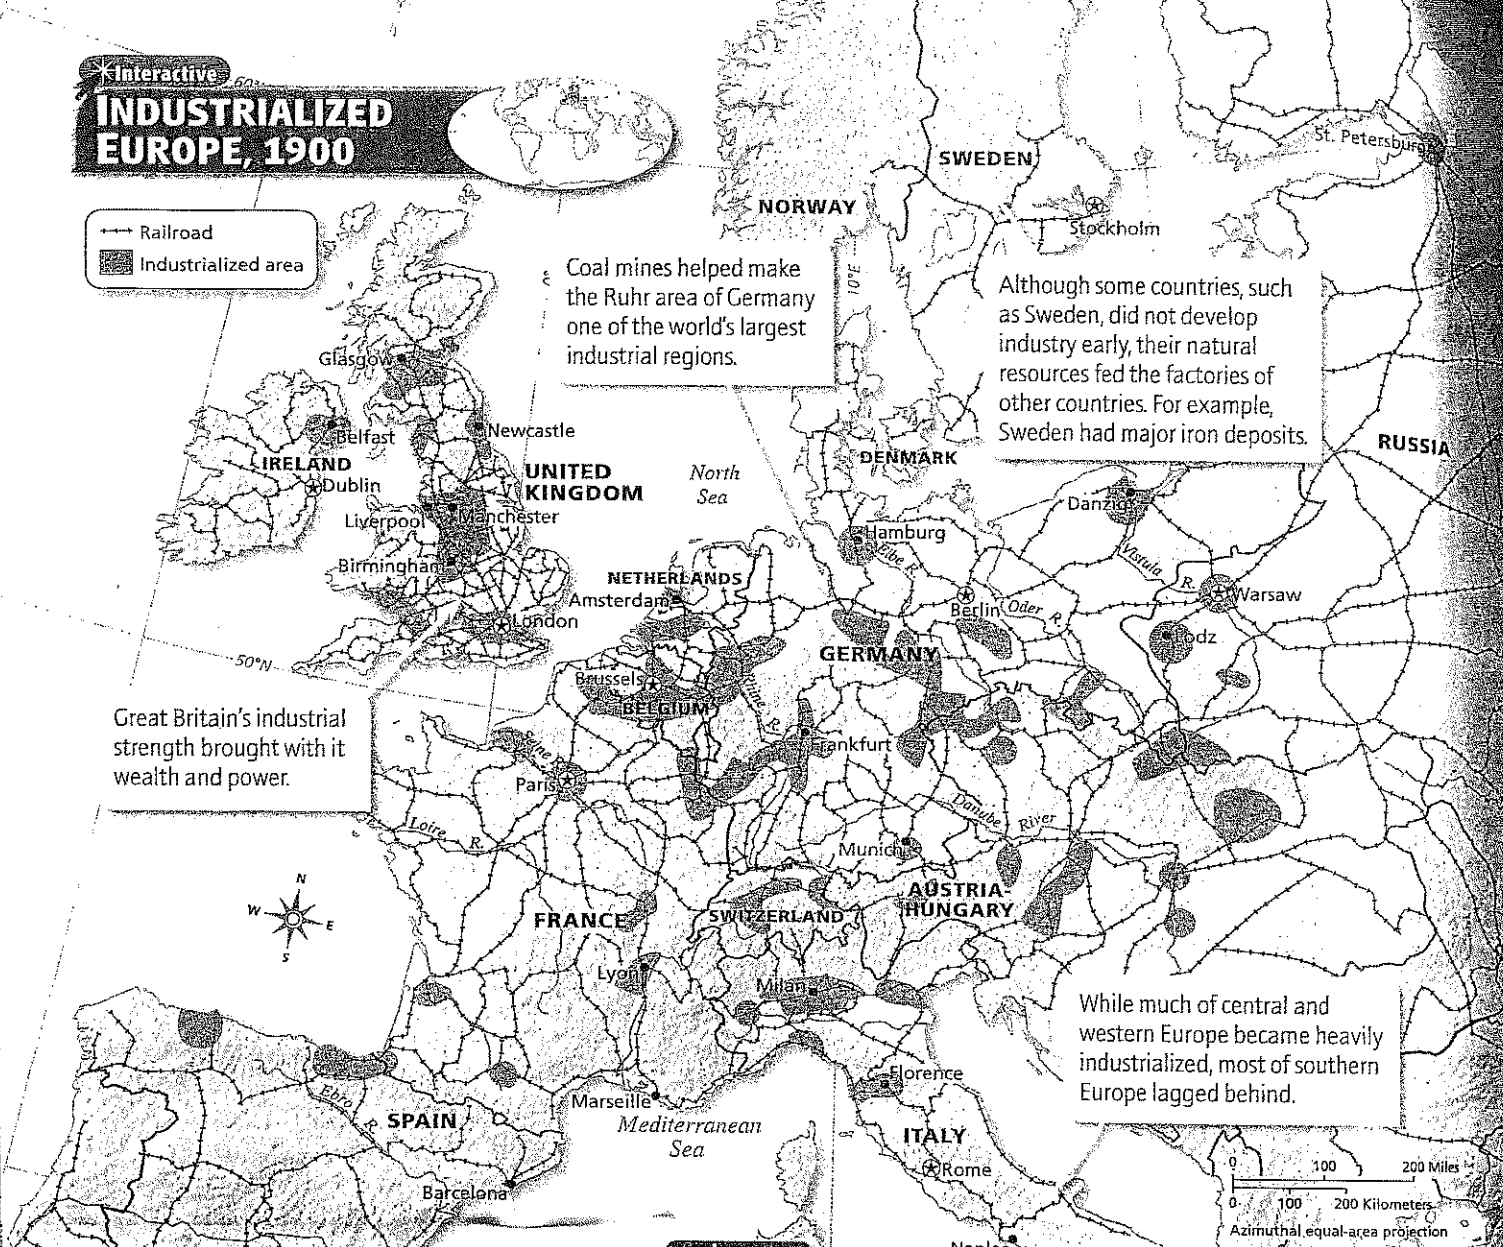 Interactive
60°
INDUSTRIALIZED
EUROPE, 1900
Railroad
Industrialized area
Coal mines helped make
the Ruhr area of Germany
one of the world's largest
industrial regions.
Although some countries, such
as Sweden, did not develop
industry early, their natural
resources fed the factories of
other countries. For example,
Sweden had major iron deposits.
Great Britain's industrial
strength brought with it
wealth and power.
While much of central and
western Europe became heavily
industrialized, most of southern
Europe lagged behind.
SWEDEN
St. Petersburg
NORWAY
Stockholm
10°E
Glasgow
Belfast
Newcastle
IRELAND
Dublin
UNITED
KINGDOM
North
Sea
DENMARK
RUSSIA
Liverpool
Manchester
Danzig
Hamburg
Elbe R.
Vistula R.
Birmingham
NETHERLANDS
Amsterdam
Berlin
Oder R.
Warsaw
London
Lodz
50°N
GERMANY
Brussels
BELGIUM
Rhine R.
Seine R.
Frankfurt
Paris
Loire R.
Danube River
Munich
N
W
E
S
FRANCE
SWITZERLAND
AUSTRIA-
HUNGARY
Lyon
Milan
Florence
Ebro R.
Marseille
SPAIN
Mediterranean
Sea
ITALY
Rome
Barcelona
0 100 200 Miles
0 100 200 Kilometers
Azimuthal equal-area projection